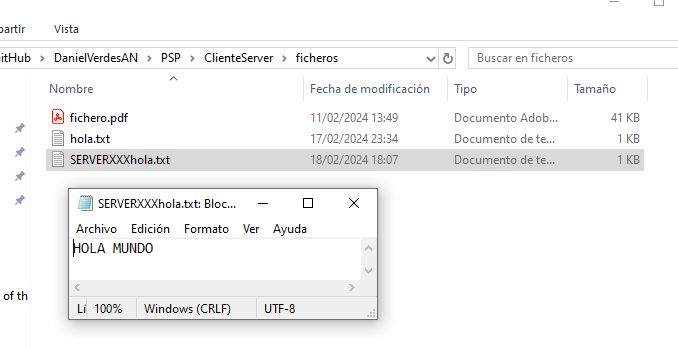 partir Vista
itHub DanielVerdesAN PSP ClienteServer ficheros Buscar en ficheros
Nombre Fecha de modificación Tipo Tamaño
fichero.pdf 11/02/2024 13:49 Documento Adob... 41 KB
hola.txt 17/02/2024 23:34 Documento de te... 1 KB
SERVERXXXhola.txt 18/02/2024 18:07 Documento de te... 1 KB
SERVERXXXhola.txt: Bloc...
Archivo Edición Formato Ver Ayuda
HOLA MUNDO
of th
Lí 100% Windows (CRLF) UTF-8